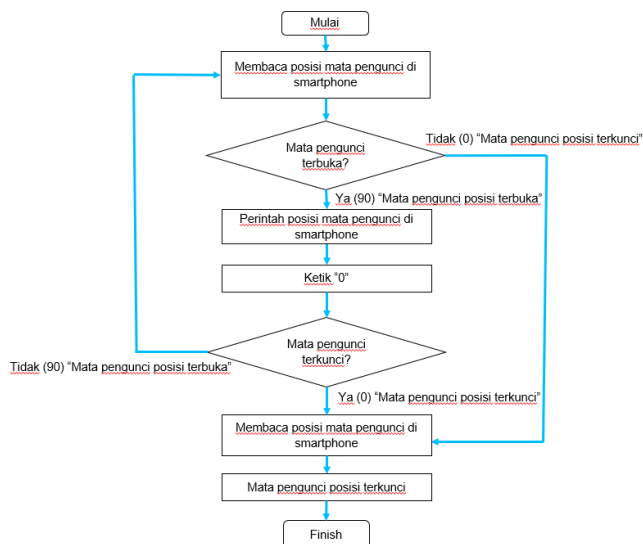 Mulai
Membaca posisi mata pengunci di
smartphone
Mata pengunci
terbuka?
Tidak (0) “Mata pengunci posisi terkunci”
Ya (90) “Mata pengunci posisi terbuka”
Perintah posisi mata pengunci di
smartphone
Ketik “0”
Mata pengunci
terkunci?
Tidak (90) “Mata pengunci posisi terbuka”
Ya (0) “Mata pengunci posisi terkunci”
Membaca posisi mata pengunci di
smartphone
Mata pengunci posisi terkunci
Finish